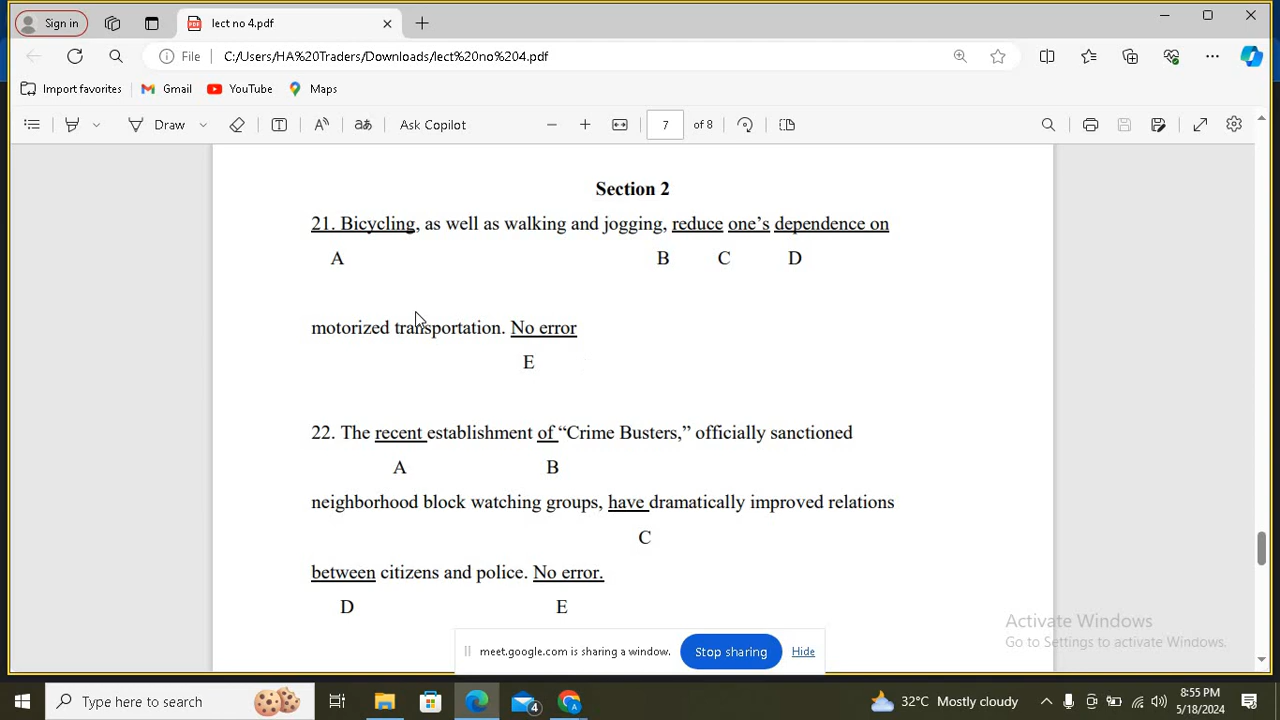 Sign in
lect no 4.pdf
File
C:/Users/HA%20Traders/Downloads/lect%20no%204.pdf
Import favorites
Gmail
YouTube
Maps
Draw
Ask Copilot
7 of 8
Section 2
21. Bicycling, as well as walking and jogging, reduce one’s dependence on
A B C D
motorized transportation. No error
E
22. The recent establishment of “Crime Busters,” officially sanctioned
A B
neighborhood block watching groups, have dramatically improved relations
C
between citizens and police. No error.
D E
Activate Windows
Go to Settings to activate Windows.
meet.google.com is sharing a window.
Stop sharing
Hide
Type here to search
4
32°C Mostly cloudy
8:55 PM
5/18/2024